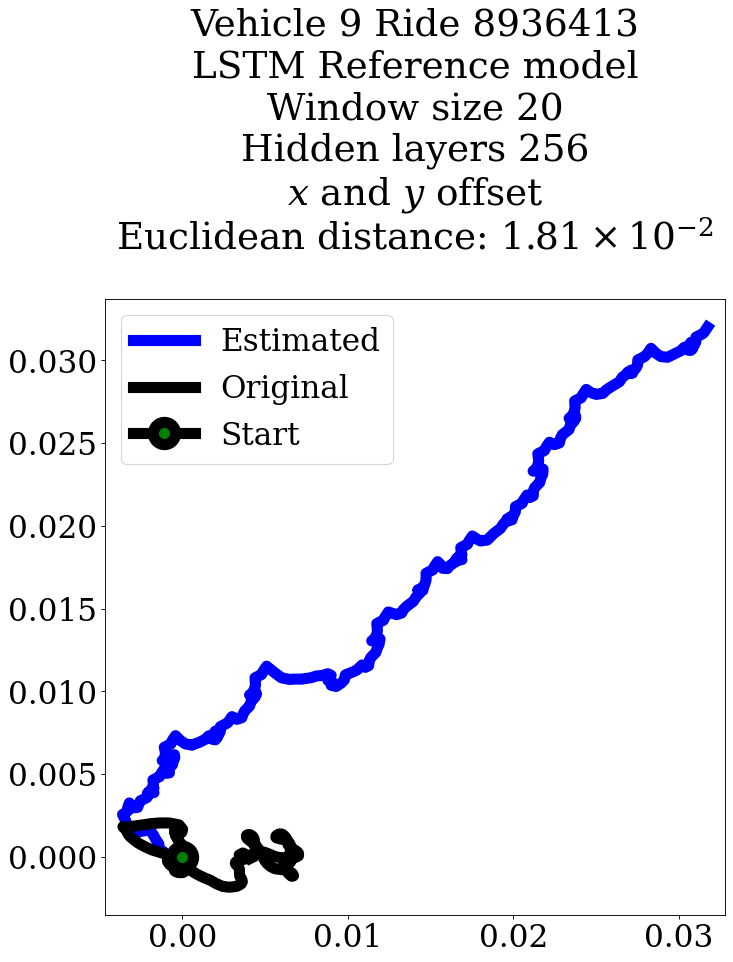 Vehicle 9 Ride 8936413
LSTM Reference model
Window size 20
Hidden layers 256
x and y offset
Euclidean distance: 1.81 × 10⁻²
Estimated
Original
Start
0.030
0.025
0.020
0.015
0.010
0.005
0.000
0.00 0.01 0.02 0.03